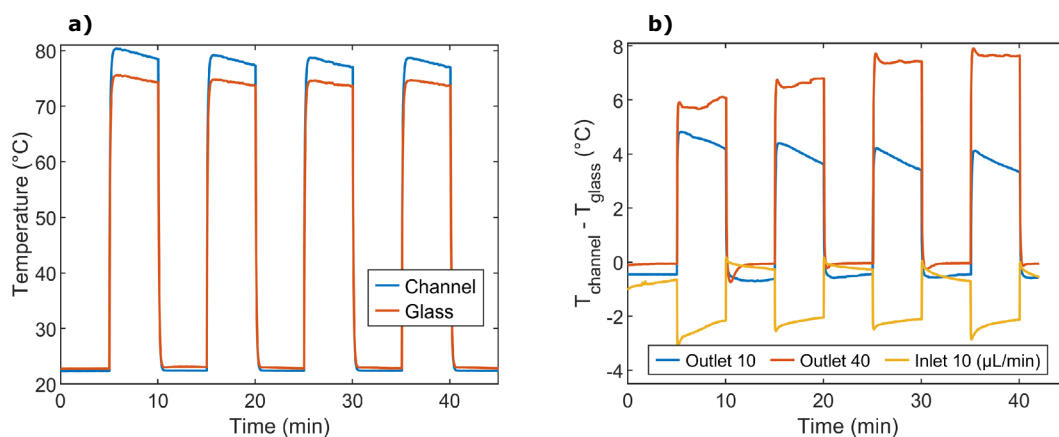 a)
Temperature (°C)
80
70
60
50
40
30
20
0
10
20
30
40
Time (min)
Channel
Glass
b)
T_channel - T_glass (°C)
8
6
4
2
0
-2
-4
0
10
20
30
40
Time (min)
Outlet 10 Outlet 40 Inlet 10 (µL/min)